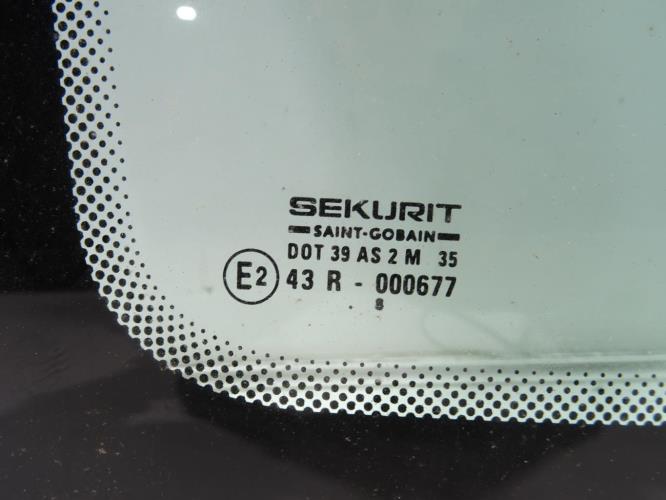 SEKURIT
SAINT-GOBAIN
DOT 39 AS 2 M 35
E2 43 R - 000677
. 8